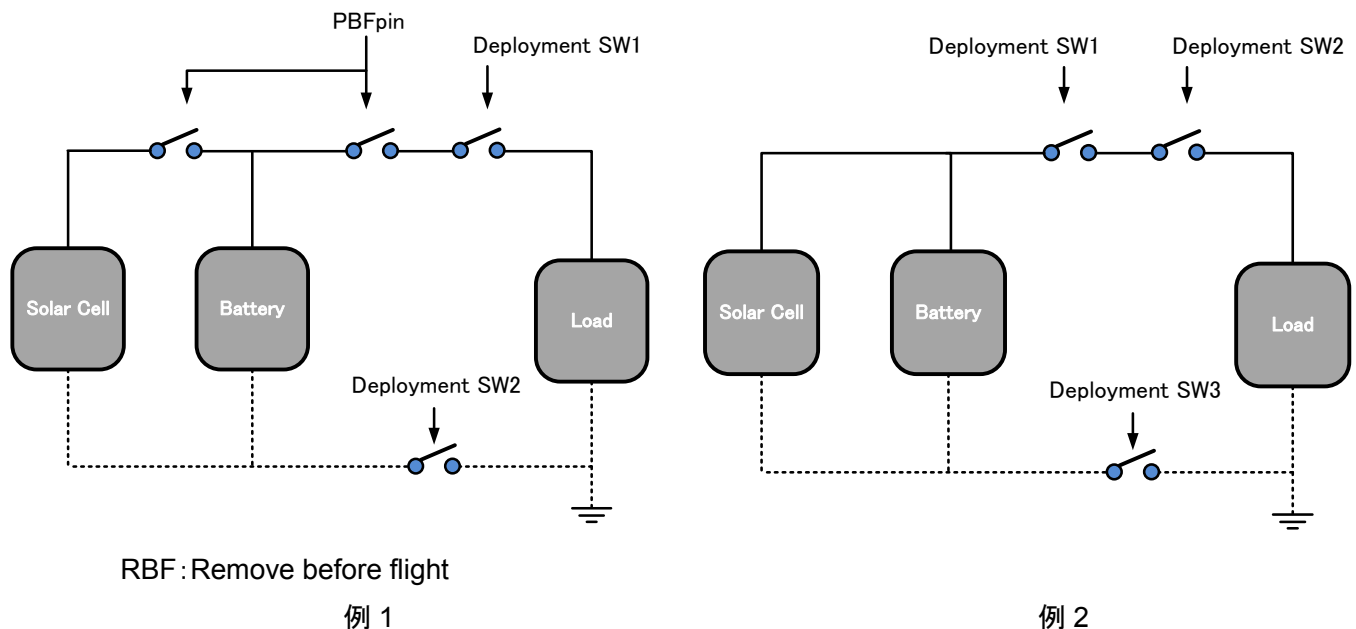 PBFpin
Deployment SW1
Solar Cell
Battery
Load
Deployment SW2
RBF:Remove before flight
例 1
Deployment SW1
Deployment SW2
Solar Cell
Battery
Load
Deployment SW3
例 2